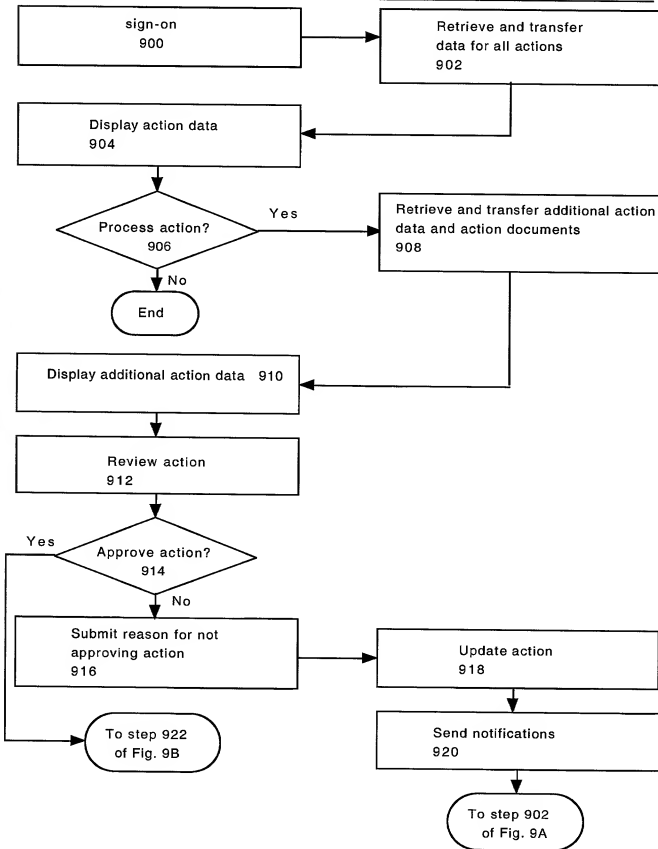 sign-on
900
Retrieve and transfer
data for all actions
902
Display action data
904
Process action?
906
Yes
No
End
Retrieve and transfer additional action
data and action documents
908
Display additional action data 910
Review action
912
Approve action?
914
Yes
No
Submit reason for not
approving action
916
Update action
918
To step 922
of Fig. 9B
Send notifications
920
To step 902
of Fig. 9A